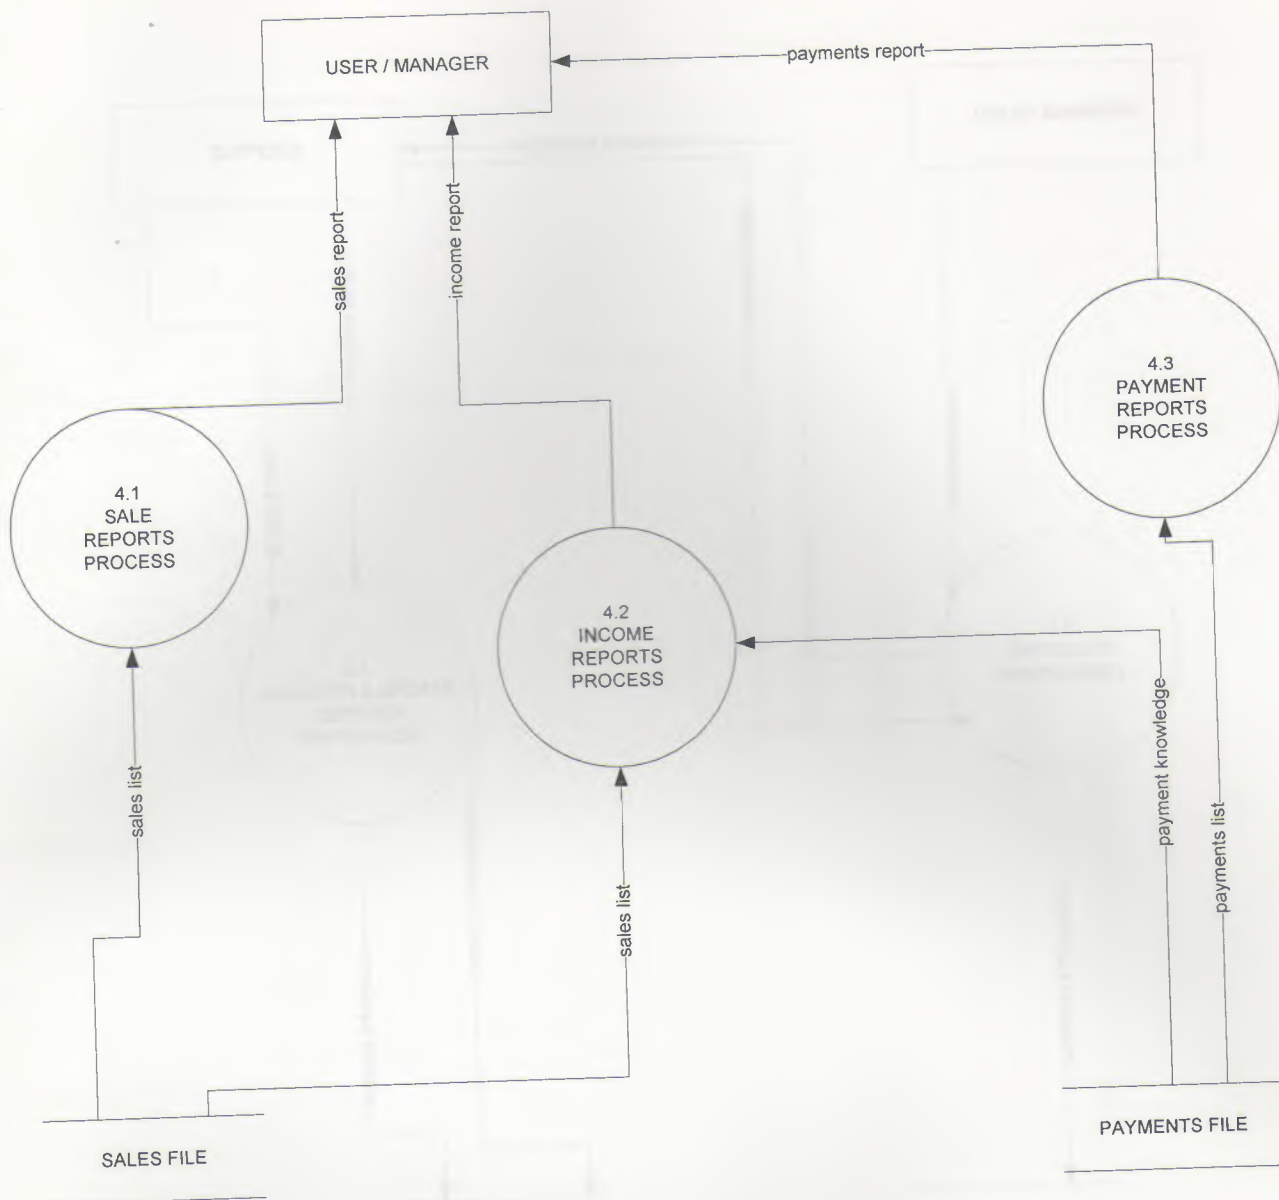 USER / MANAGER
payments report
sales report
income report
4.3
PAYMENT
REPORTS
PROCESS
4.1
SALE
REPORTS
PROCESS
4.2
INCOME
REPORTS
PROCESS
sales list
sales list
payment knowledge
payments list
SALES FILE
PAYMENTS FILE